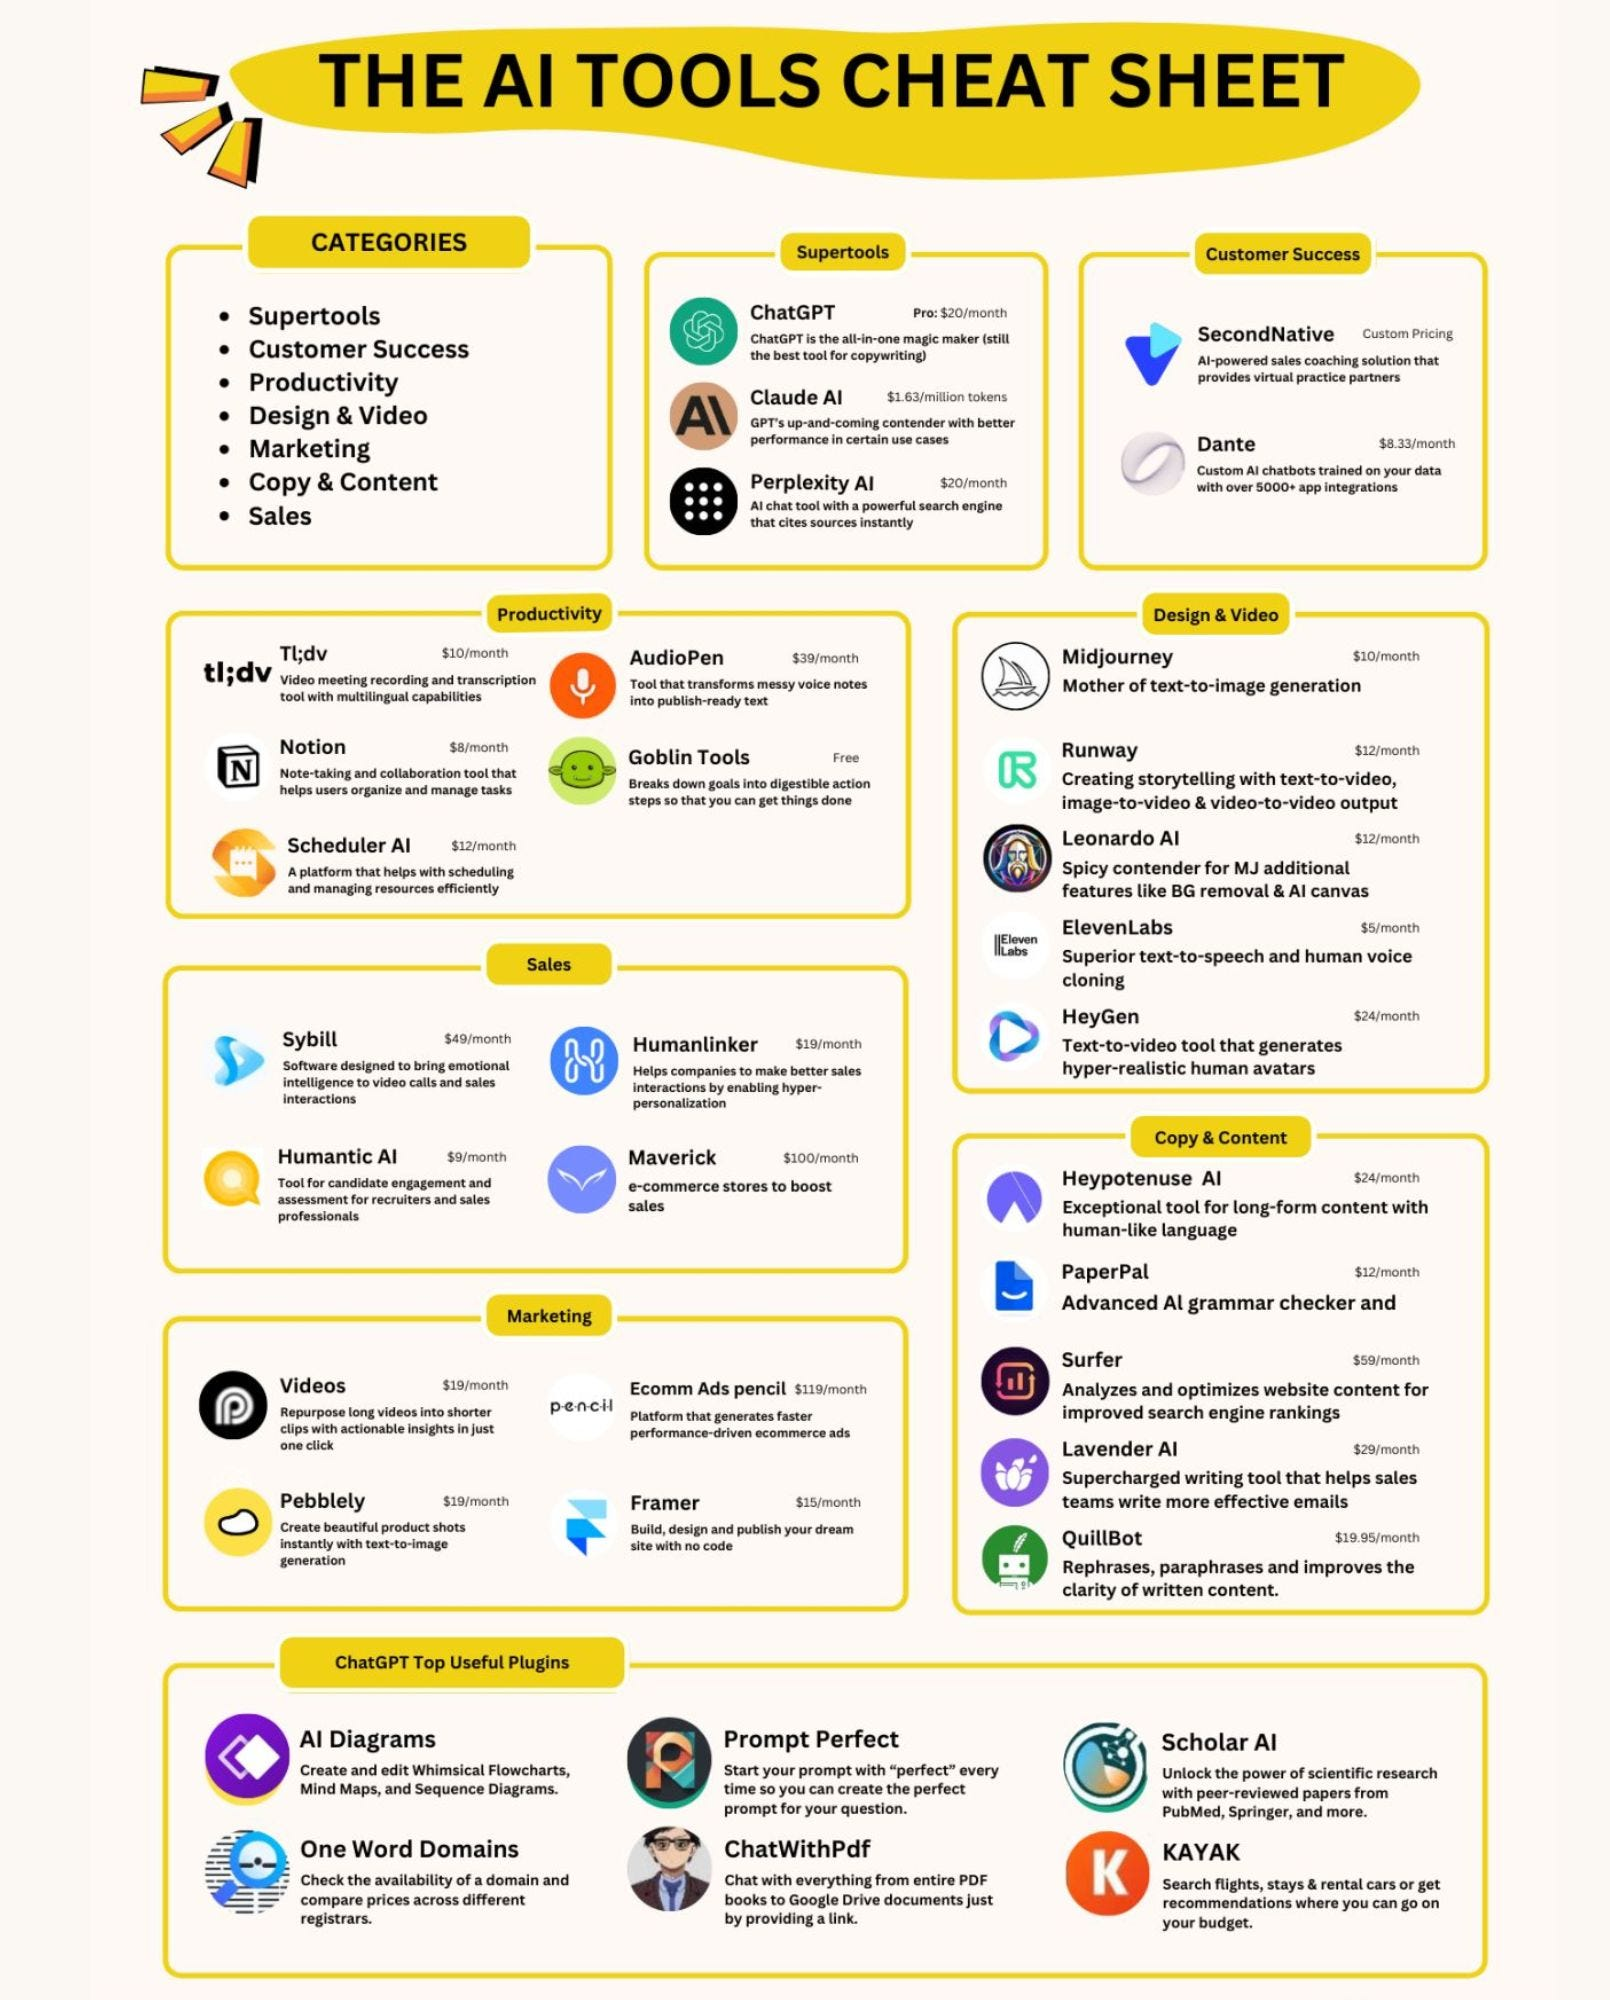 THE AI TOOLS CHEAT SHEET
CATEGORIES
• Supertools
• Customer Success
• Productivity
• Design & Video
• Marketing
• Copy & Content
• Sales
Supertools
ChatGPT Pro: $20/month
ChatGPT is the all-in-one magic maker (still
the best tool for copywriting)
AI
Claude AI $1.63/million tokens
GPT's up-and-coming contender with better
performance in certain use cases
Perplexity AI $20/month
AI chat tool with a powerful search engine
that cites sources instantly
Customer Success
SecondNative Custom Pricing
AI-powered sales coaching solution that
provides virtual practice partners
Dante $8.33/month
Custom AI chatbots trained on your data
with over 5000+ app integrations
Productivity
tl;dv
Tl;dv $10/month
Video meeting recording and transcription
tool with multilingual capabilities
N
Notion $8/month
Note-taking and collaboration tool that
helps users organize and manage tasks
Scheduler AI $12/month
A platform that helps with scheduling
and managing resources efficiently
AudioPen $39/month
Tool that transforms messy voice notes
into publish-ready text
Goblin Tools Free
Breaks down goals into digestible action
steps so that you can get things done
Design & Video
Midjourney $10/month
Mother of text-to-image generation
R
Runway $12/month
Creating storytelling with text-to-video,
image-to-video & video-to-video output
Leonardo AI $12/month
Spicy contender for MJ additional
features like BG removal & AI canvas
||Eleven
Labs
ElevenLabs $5/month
Superior text-to-speech and human voice
cloning
HeyGen $24/month
Text-to-video tool that generates
hyper-realistic human avatars
Sales
Sybill $49/month
Software designed to bring emotional
intelligence to video calls and sales
interactions
Humantic AI $9/month
Tool for candidate engagement and
assessment for recruiters and sales
professionals
Humanlinker $19/month
Helps companies to make better sales
interactions by enabling hyper-
personalization
Maverick $100/month
e-commerce stores to boost
sales
Copy & Content
Heypotenuse AI $24/month
Exceptional tool for long-form content with
human-like language
PaperPal $12/month
Advanced Al grammar checker and
Surfer $59/month
Analyzes and optimizes website content for
improved search engine rankings
Lavender AI $29/month
Supercharged writing tool that helps sales
teams write more effective emails
QuillBot $19.95/month
Rephrases, paraphrases and improves the
clarity of written content.
Marketing
Videos $19/month
Repurpose long videos into shorter
clips with actionable insights in just
one click
Pebblely $19/month
Create beautiful product shots
instantly with text-to-image
generation
p·e·n·c·i·l
Ecomm Ads pencil $119/month
Platform that generates faster
performance-driven ecommerce ads
Framer $15/month
Build, design and publish your dream
site with no code
ChatGPT Top Useful Plugins
AI Diagrams
Create and edit Whimsical Flowcharts,
Mind Maps, and Sequence Diagrams.
One Word Domains
Check the availability of a domain and
compare prices across different
registrars.
Prompt Perfect
Start your prompt with “perfect” every
time so you can create the perfect
prompt for your question.
ChatWithPdf
Chat with everything from entire PDF
books to Google Drive documents just
by providing a link.
Scholar AI
Unlock the power of scientific research
with peer-reviewed papers from
PubMed, Springer, and more.
K
KAYAK
Search flights, stays & rental cars or get
recommendations where you can go on
your budget.